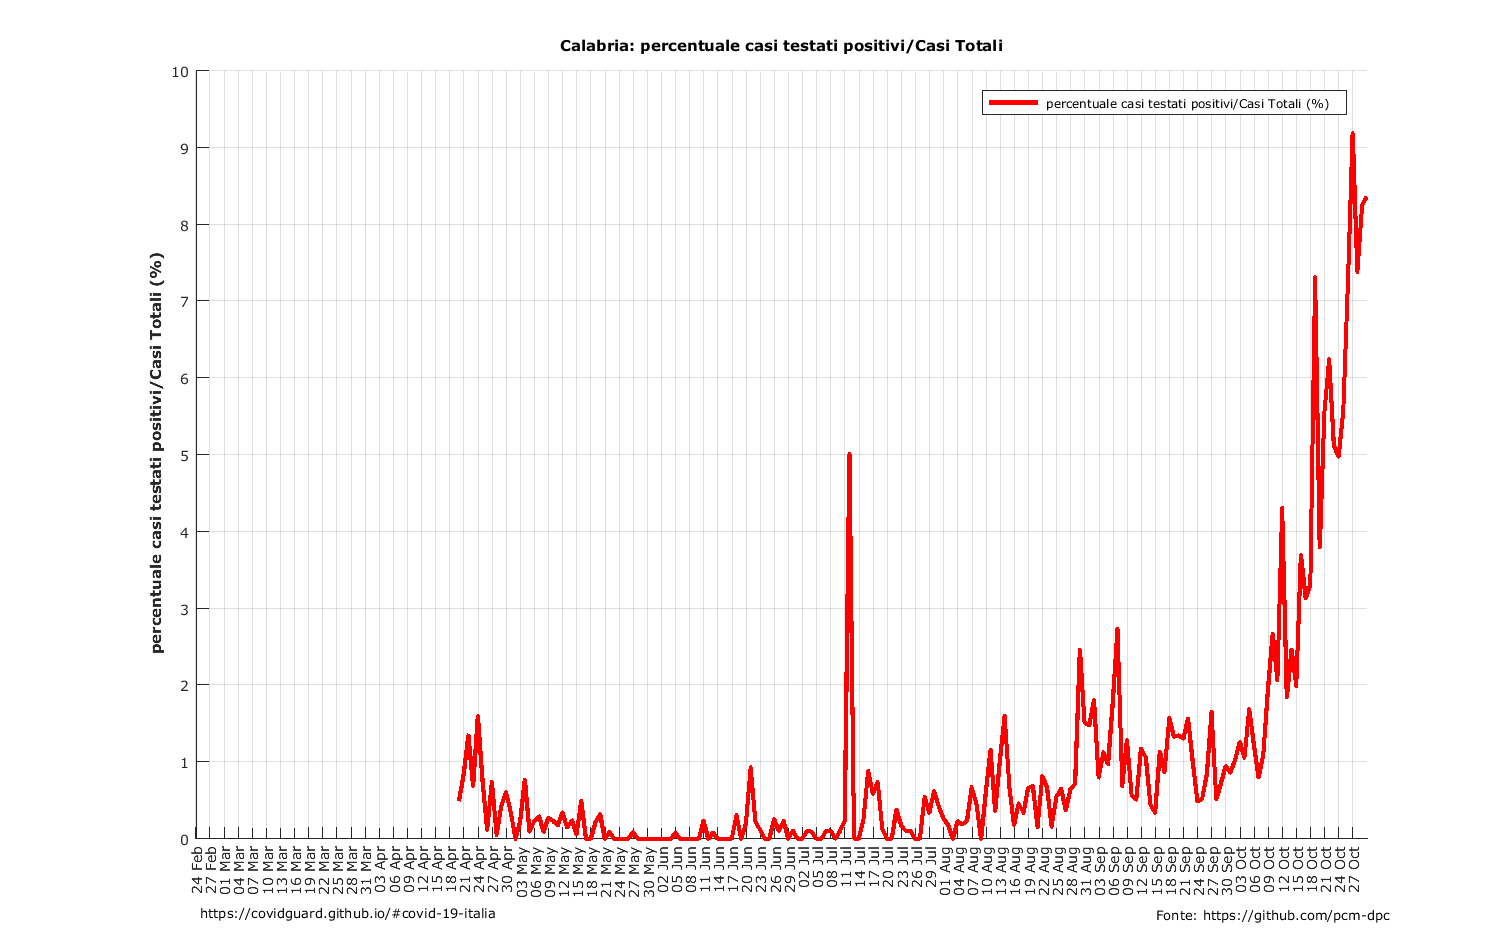 Calabria: percentuale casi testati positivi/Casi Totali
percentuale casi testati positivi/Casi Totali (%)
percentuale casi testati positivi/Casi Totali (%)
10
9
8
7
6
5
4
3
2
1
0
24 Feb
27 Feb
01 Mar
04 Mar
07 Mar
10 Mar
13 Mar
16 Mar
19 Mar
22 Mar
25 Mar
28 Mar
31 Mar
03 Apr
06 Apr
09 Apr
12 Apr
15 Apr
18 Apr
21 Apr
24 Apr
27 Apr
30 Apr
03 May
06 May
09 May
12 May
15 May
18 May
21 May
24 May
27 May
30 May
02 Jun
05 Jun
08 Jun
11 Jun
14 Jun
17 Jun
20 Jun
23 Jun
26 Jun
29 Jun
02 Jul
05 Jul
08 Jul
11 Jul
14 Jul
17 Jul
20 Jul
23 Jul
26 Jul
29 Jul
01 Aug
04 Aug
07 Aug
10 Aug
13 Aug
16 Aug
19 Aug
22 Aug
25 Aug
28 Aug
31 Aug
03 Sep
06 Sep
09 Sep
12 Sep
15 Sep
18 Sep
21 Sep
24 Sep
27 Sep
30 Sep
03 Oct
06 Oct
09 Oct
12 Oct
15 Oct
18 Oct
21 Oct
24 Oct
27 Oct
https://covidguard.github.io/#covid-19-italia
Fonte: https://github.com/pcm-dpc